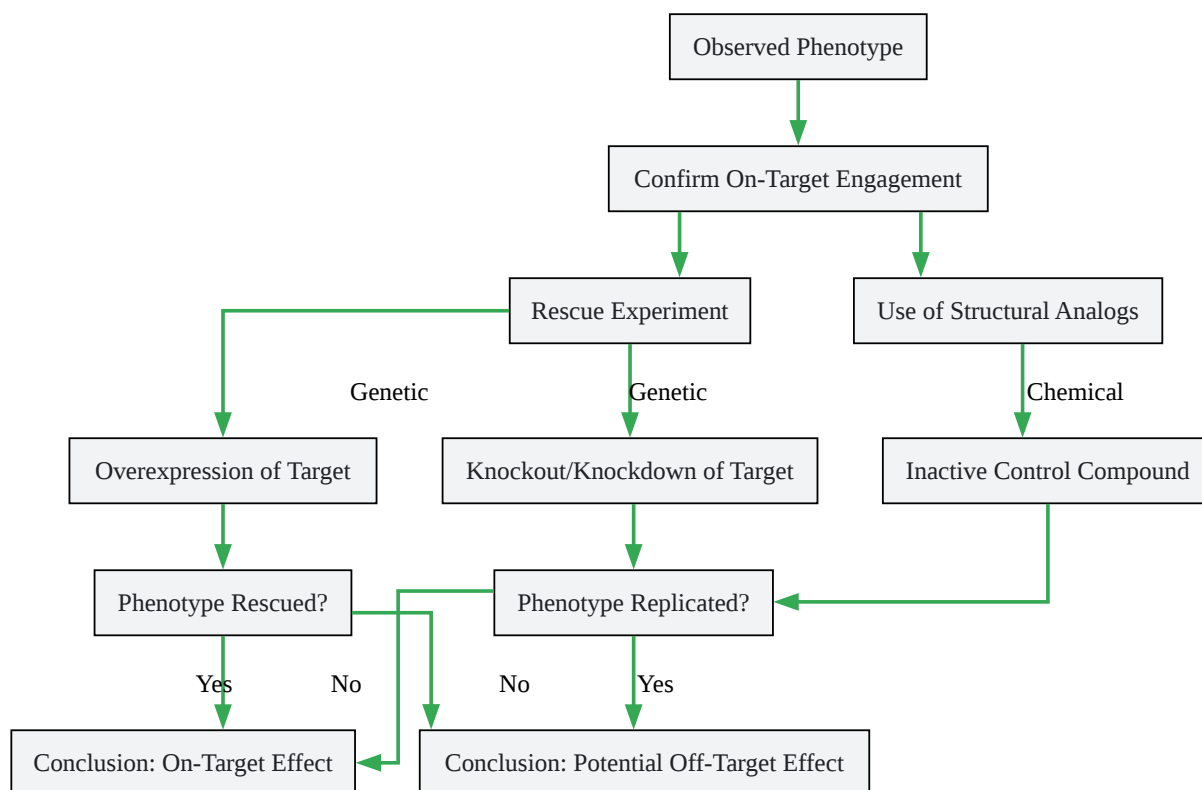 Observed Phenotype
Confirm On-Target Engagement
Rescue Experiment
Use of Structural Analogs
Genetic
Genetic
Chemical
Overexpression of Target
Knockout/Knockdown of Target
Inactive Control Compound
Phenotype Rescued?
Phenotype Replicated?
Yes
No
No
Yes
Conclusion: On-Target Effect
Conclusion: Potential Off-Target Effect